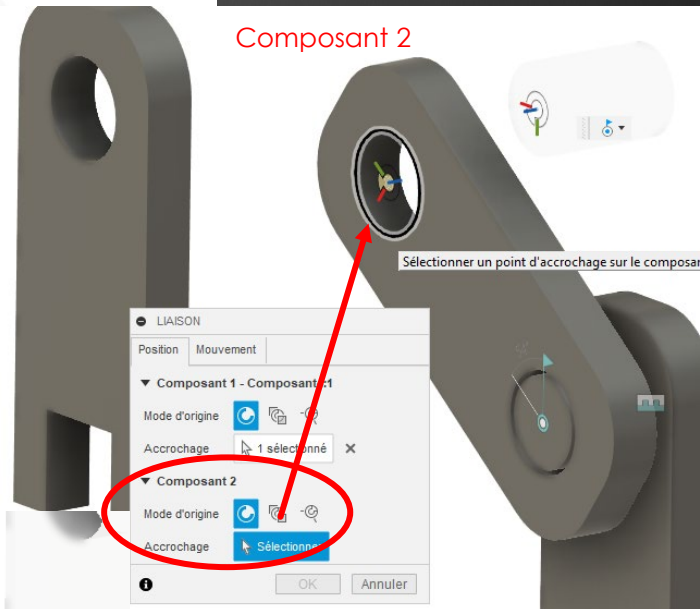 Composant 2
Sélectionner un point d'accrochage sur le composan
LIAISON
Position Mouvement
Composant 1 - Composant :1
Mode d'origine
Accrochage 1 sélectionné
Composant 2
Mode d'origine
Accrochage Sélectionner
OK Annuler